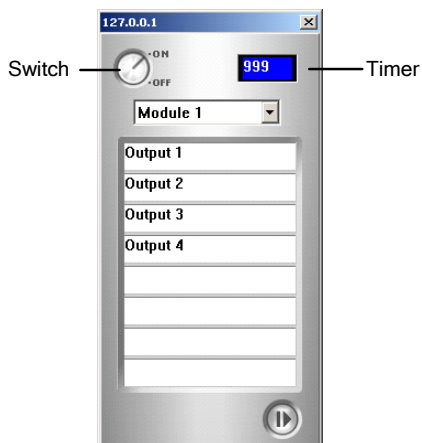 127.0.0.1
ON
Switch
999
Timer
OFF
Module 1
Output 1
Output 2
Output 3
Output 4